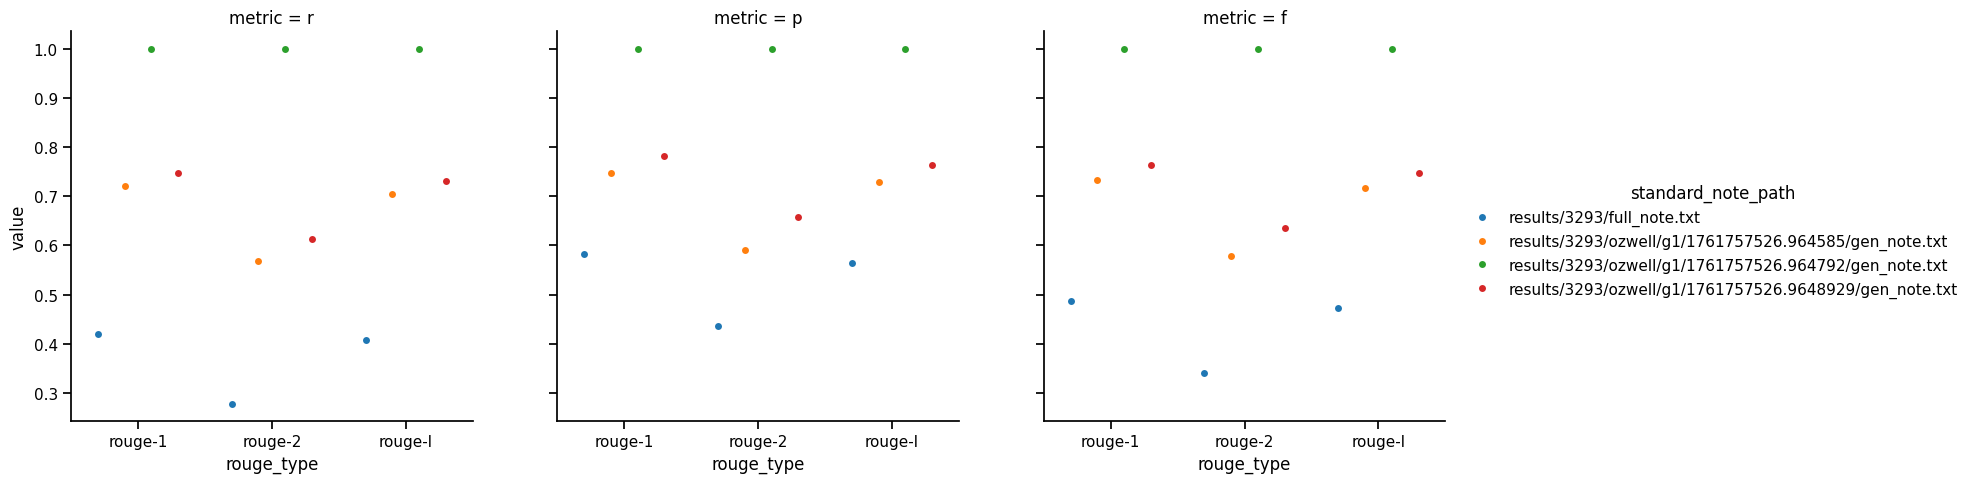 metric = r
metric = p
metric = f
value
1.0
0.9
0.8
0.7
0.6
0.5
0.4
0.3
rouge-1
rouge-2
rouge-l
rouge_type
rouge-1
rouge-2
rouge-l
rouge_type
rouge-1
rouge-2
rouge-l
rouge_type
standard_note_path
results/3293/full_note.txt
results/3293/ozwell/g1/1761757526.964585/gen_note.txt
results/3293/ozwell/g1/1761757526.964792/gen_note.txt
results/3293/ozwell/g1/1761757526.9648929/gen_note.txt